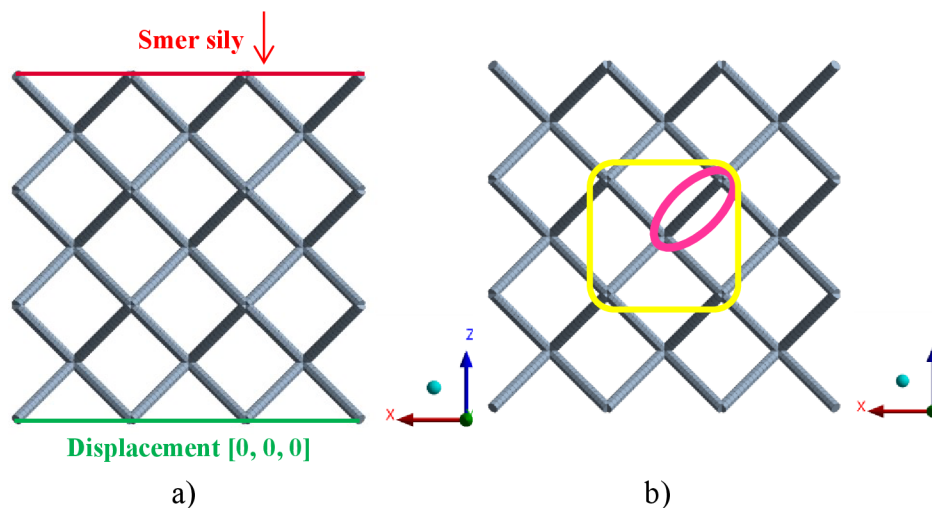 Smer sily
Z
X
X
Displacement [0, 0, 0]
a)
b)